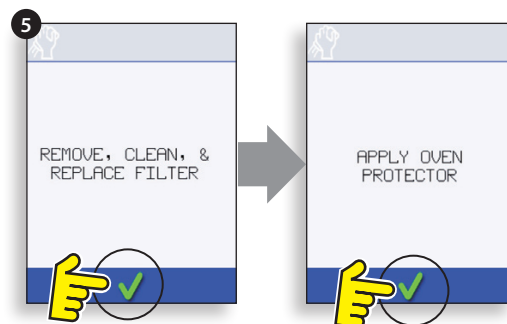 5
REMOVE, CLEAN, &
REPLACE FILTER
APPLY OVEN
PROTECTOR